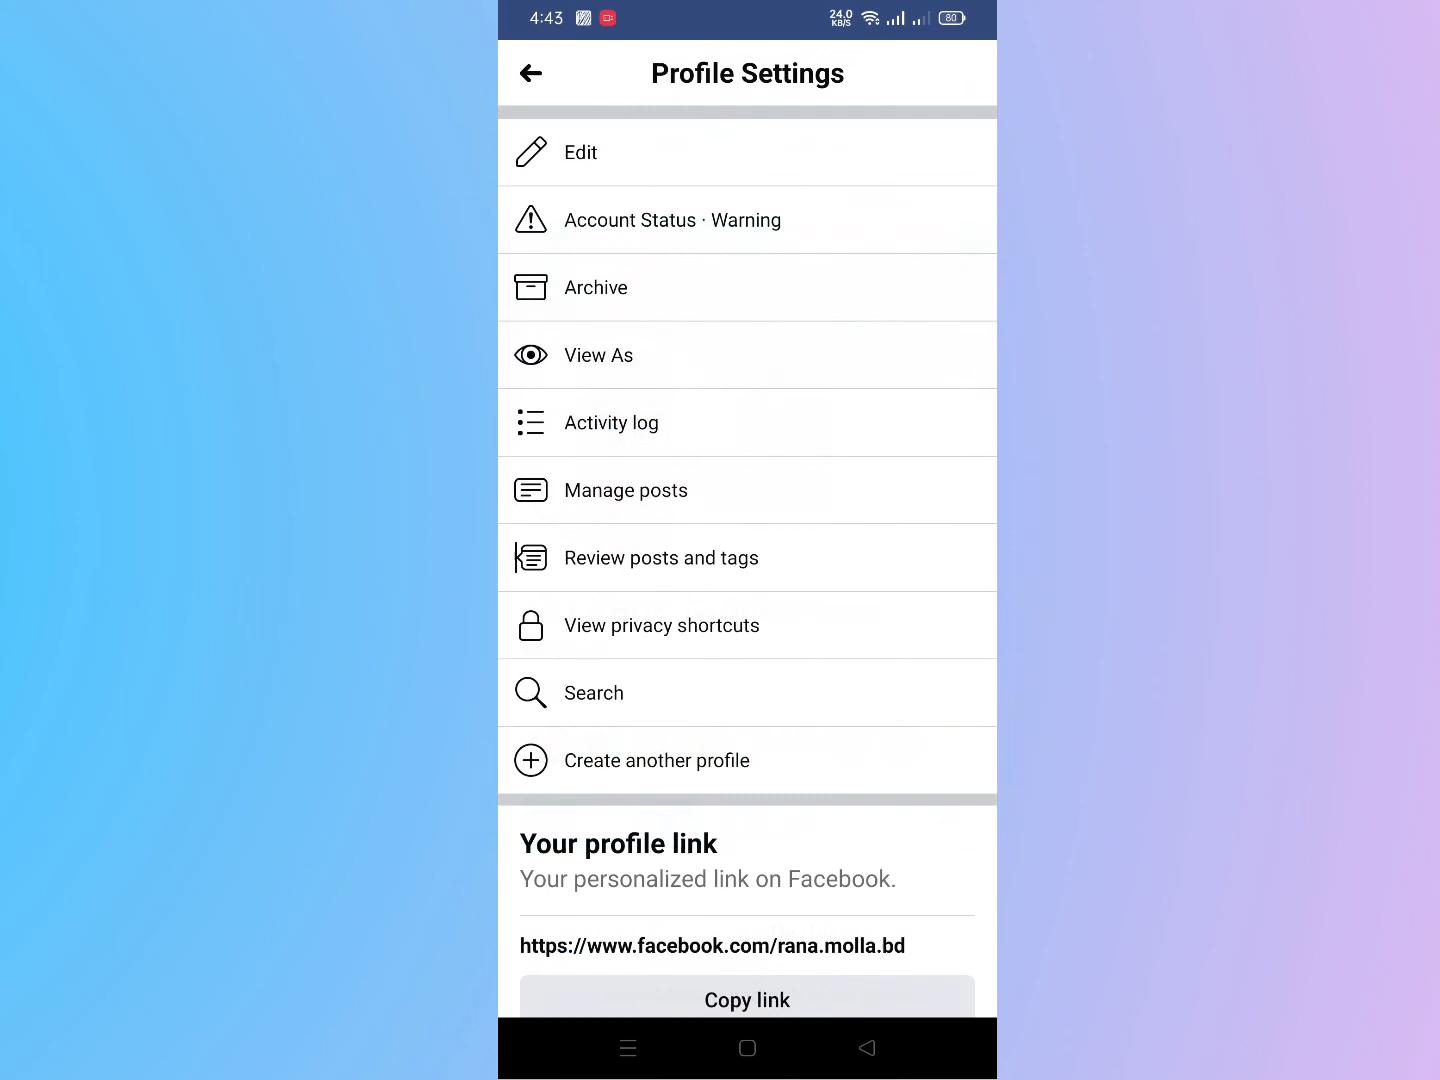 4:43
24.0
KB/S
80
Profile Settings
Edit
Account Status · Warning
Archive
View As
Activity log
Manage posts
Review posts and tags
View privacy shortcuts
Search
Create another profile
Your profile link
Your personalized link on Facebook.
https://www.facebook.com/rana.molla.bd
Copy link